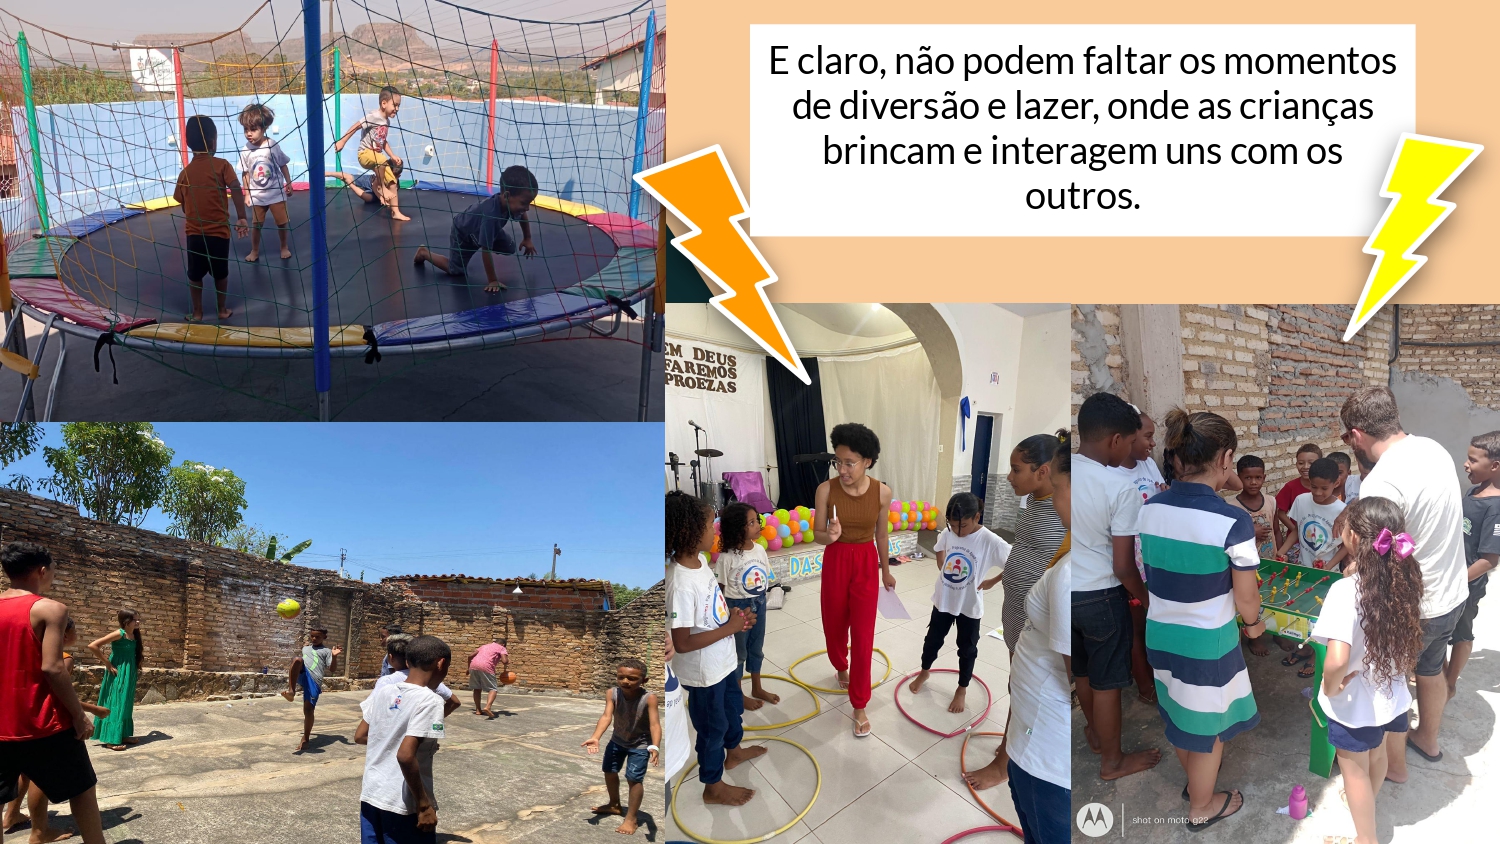 E claro, não podem faltar os momentos
de diversão e lazer, onde as crianças
brincam e interagem uns com os
outros.
EM DEUS
FAREMOS
PROEZAS
DAS
shot on moto g22